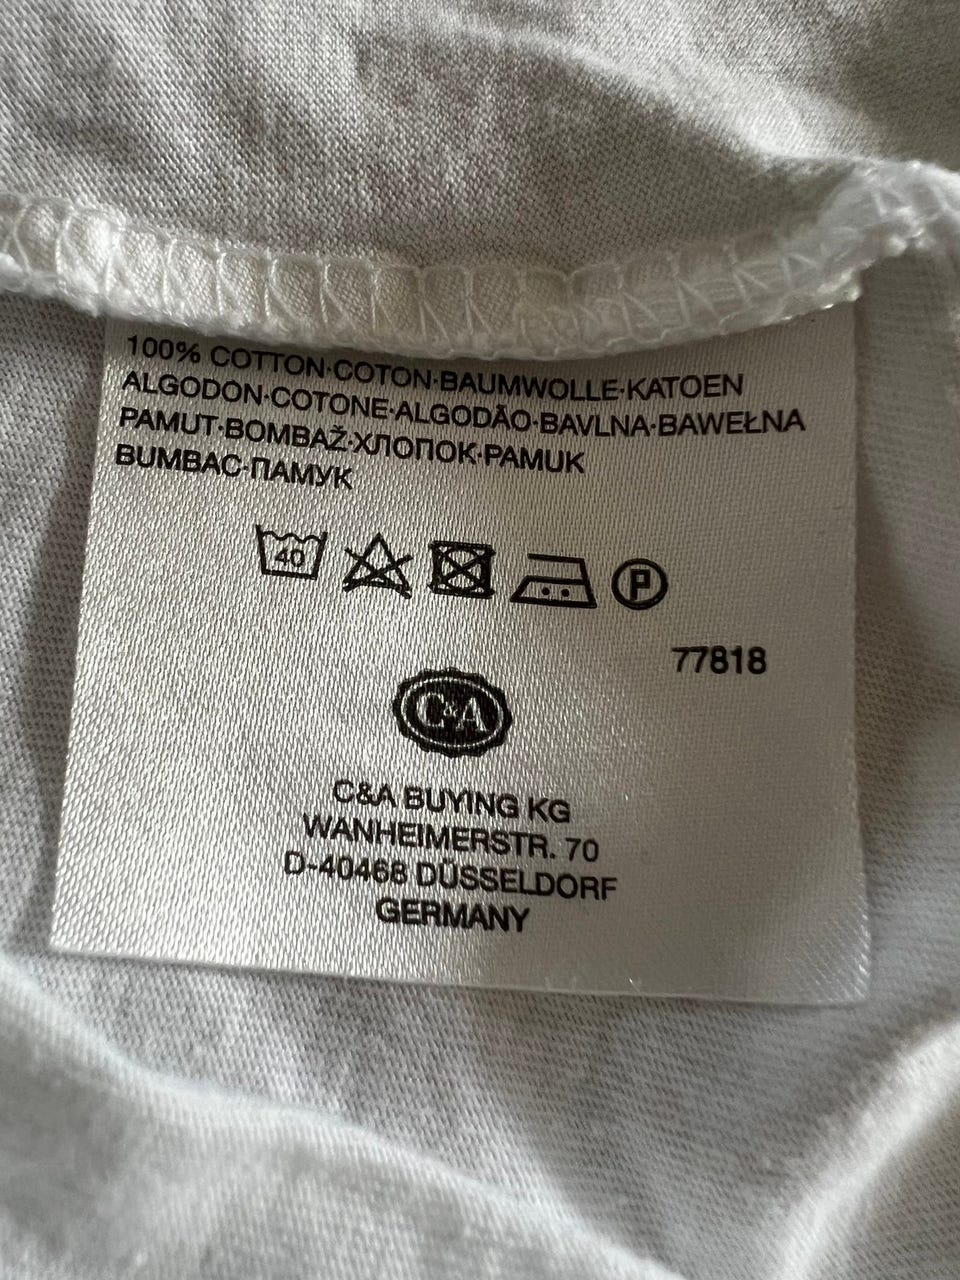 100% COTTON·COTON·BAUMWOLLE·KATOEN
ALGODON·COTONE·ALGODÃO·BAVLNA·BAWEŁNA
PAMUT·BOMBAŽ·ХЛОПОК·PAMUK
BUMBAC·ПАМУК
40
P
77818
C&A
C&A BUYING KG
WANHEIMERSTR. 70
D-40468 DÜSSELDORF
GERMANY